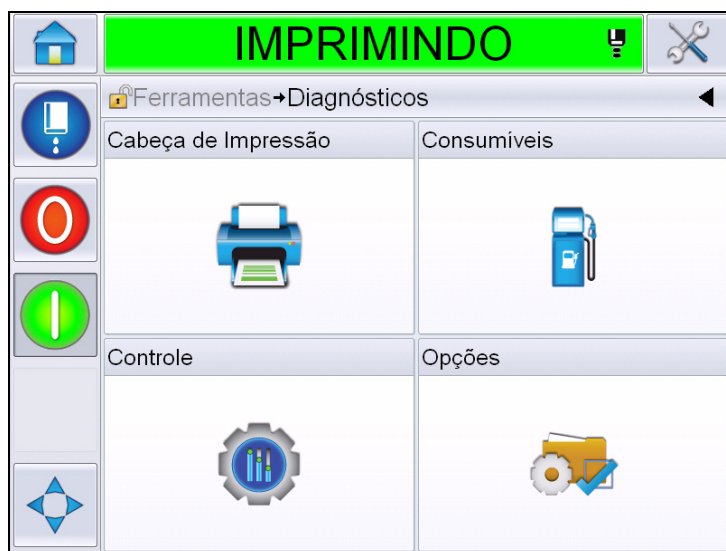 IMPRIMINDO
Ferramentas→Diagnósticos
Cabeça de Impressão
Consumíveis
Controle
Opções